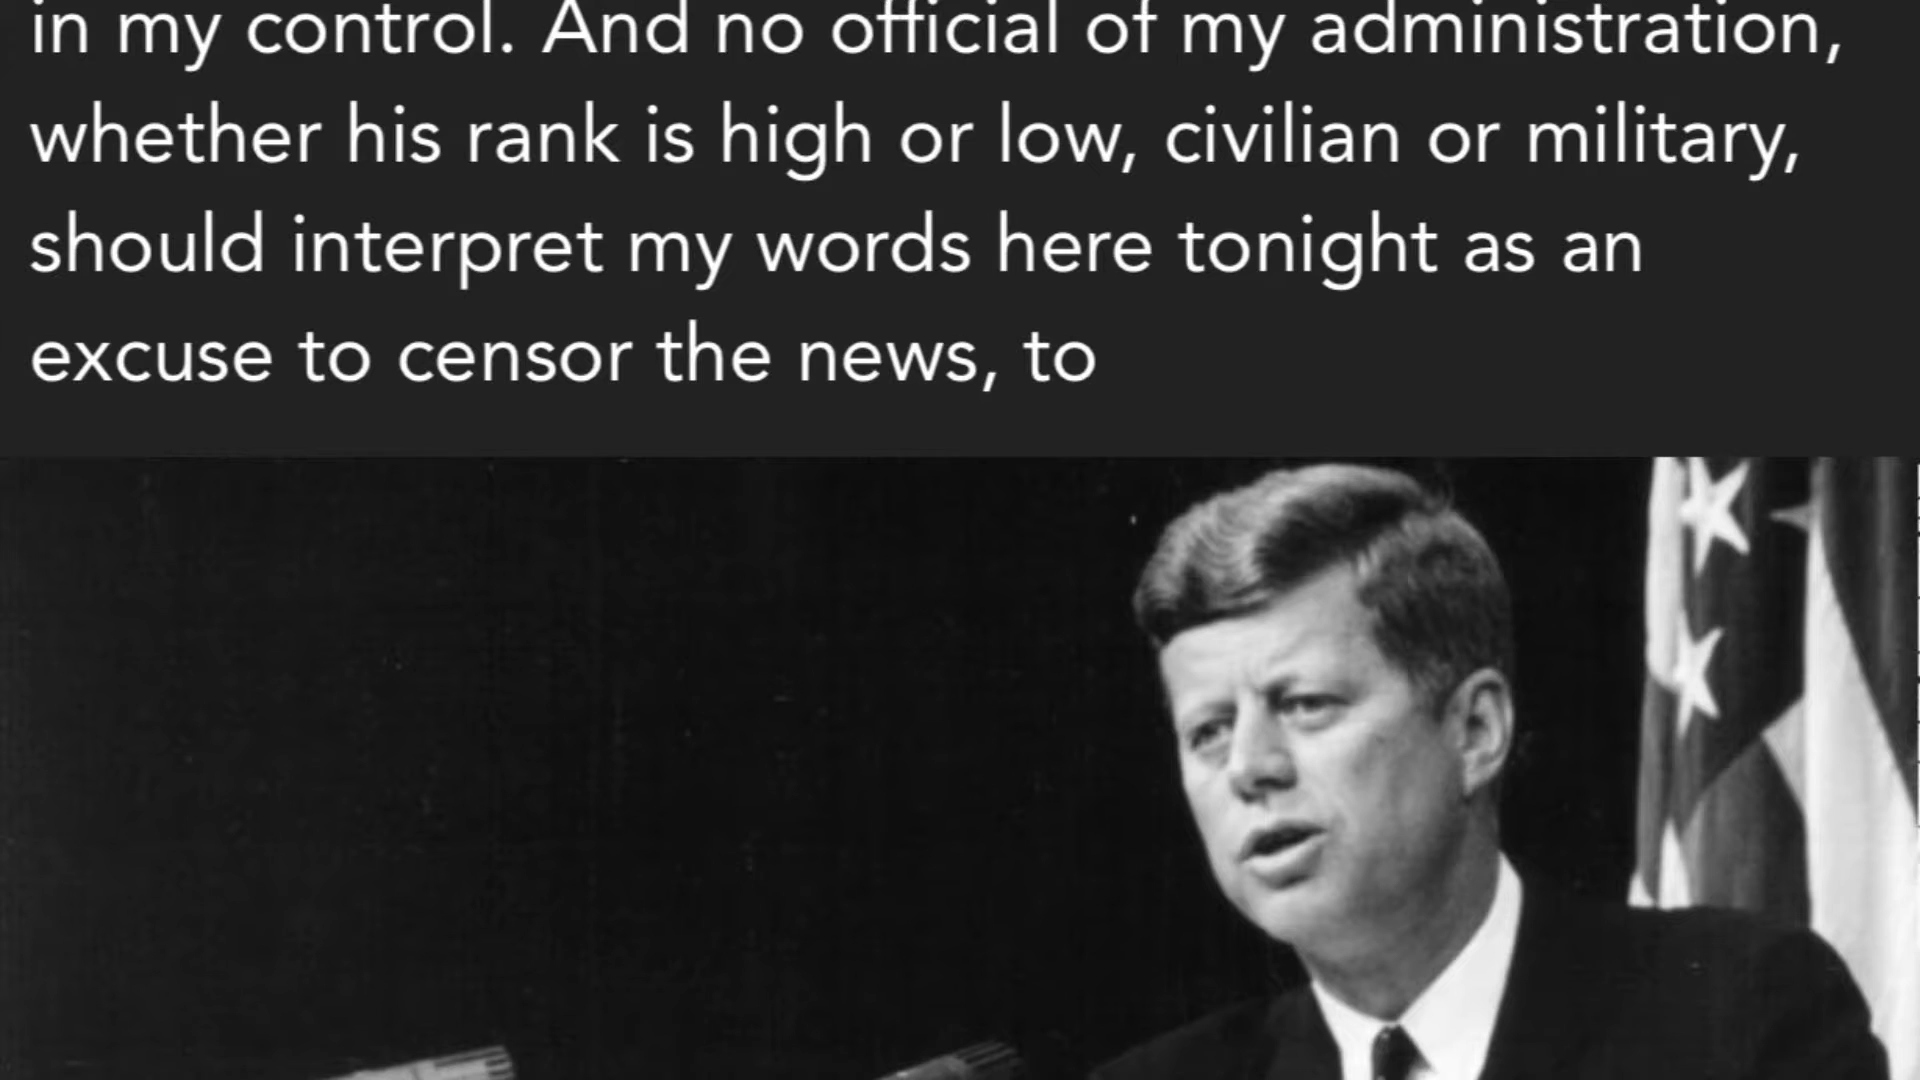 in my control. And no official of my administration,
whether his rank is high or low, civilian or military,
should interpret my words here tonight as an
excuse to censor the news, to